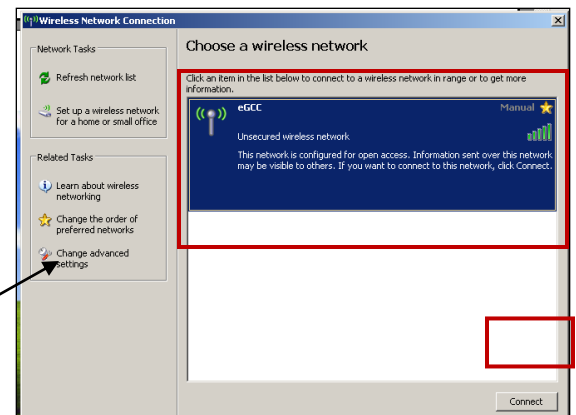 Wireless Network Connection
Network Tasks
Refresh network list
Set up a wireless network
for a home or small office
Related Tasks
Learn about wireless
networking
Change the order of
preferred networks
Change advanced
settings
Choose a wireless network
Click an item in the list below to connect to a wireless network in range or to get more
information.
eGCC
Manual
Unsecured wireless network
This network is configured for open access. Information sent over this network
may be visible to others. If you want to connect to this network, click Connect.
Connect